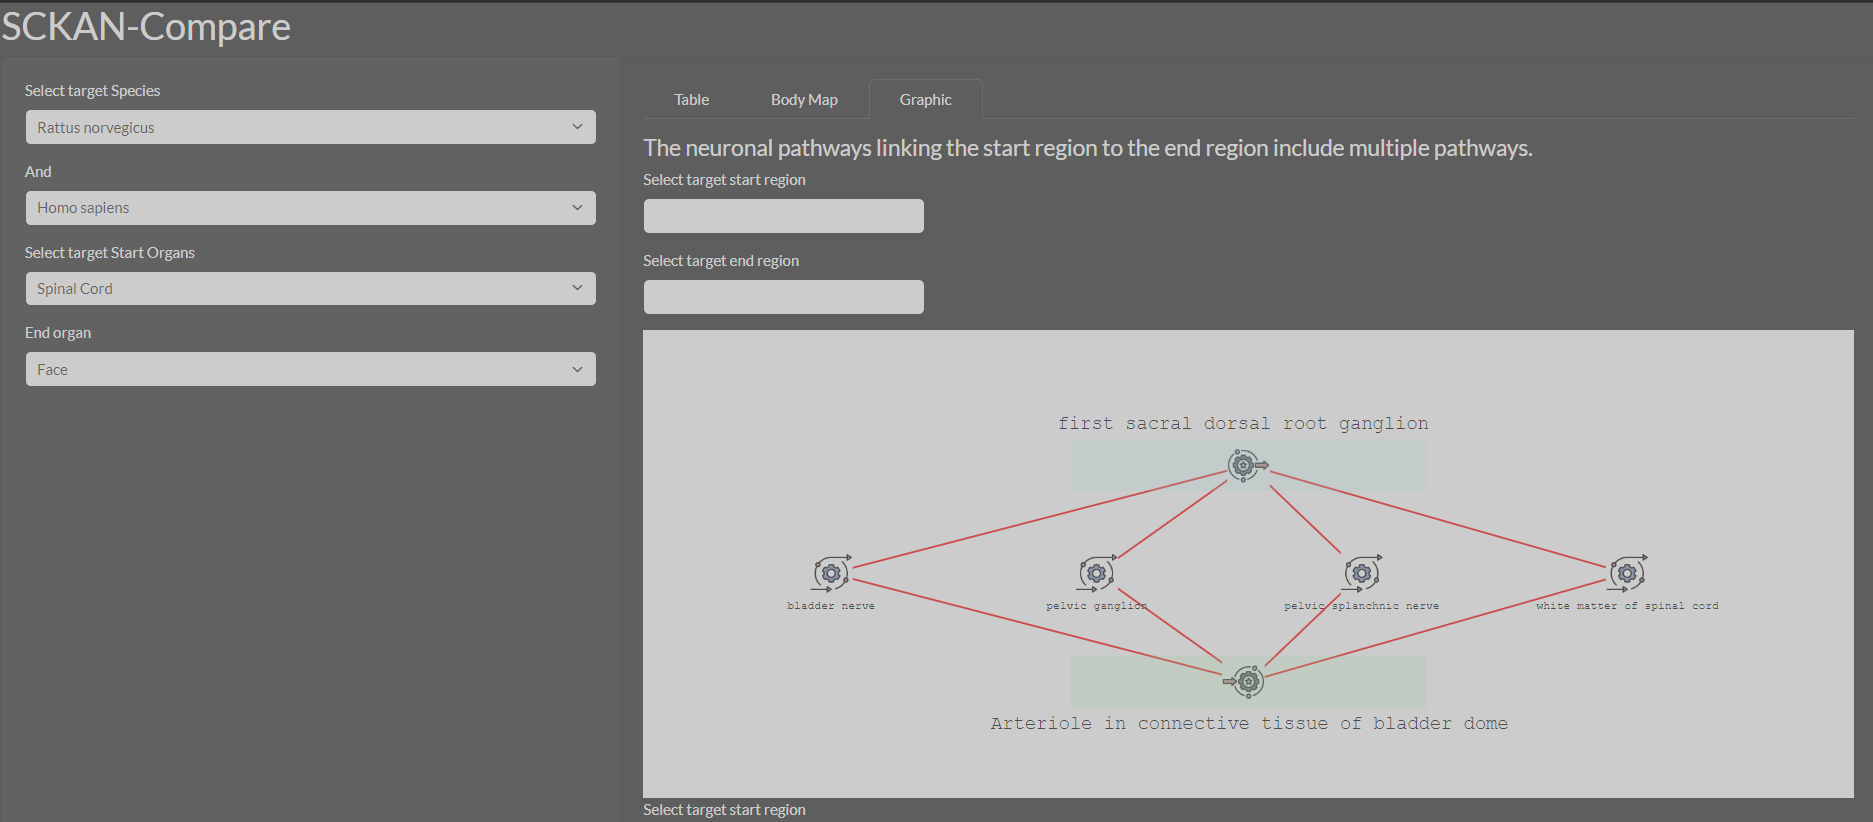 SCKAN-Compare
Select target Species
Rattus norvegicus
And
Homo sapiens
Select target Start Organs
Spinal Cord
End organ
Face
Table
Body Map
Graphic
The neuronal pathways linking the start region to the end region include multiple pathways.
Select target start region
Select target end region
first sacral dorsal root ganglion
bladder nerve
pelvic ganglion
pelvic splanchnic nerve
white matter of spinal cord
Arteriole in connective tissue of bladder dome
Select target start region